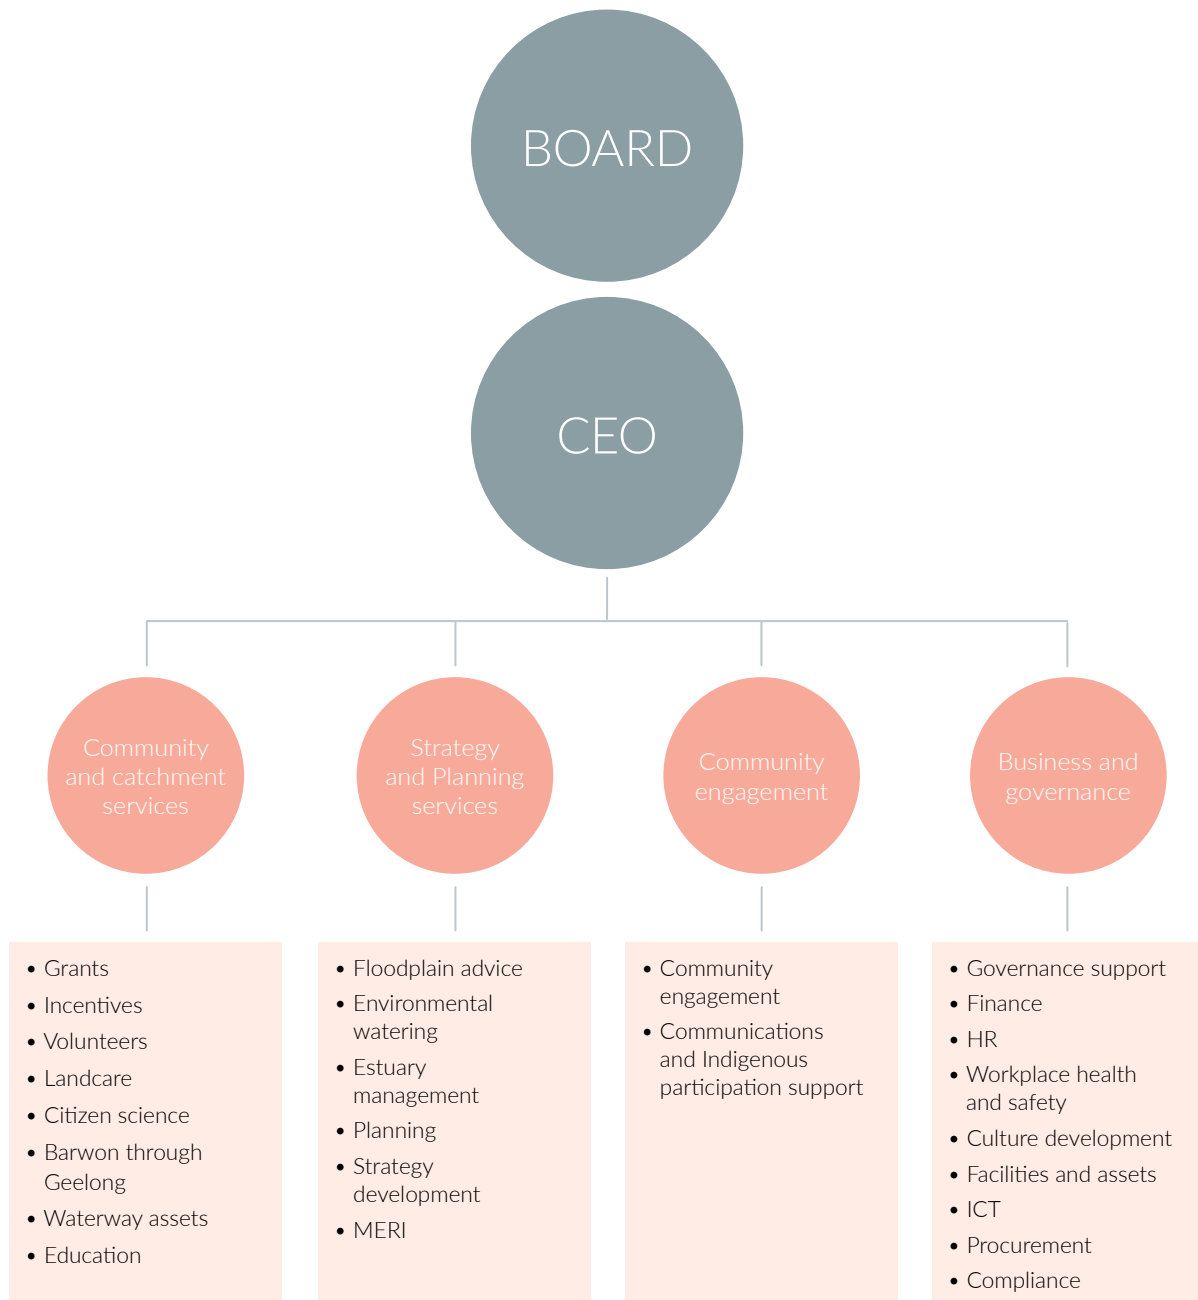 BOARD
CEO
Community
and catchment
services
Strategy
and Planning
services
Community
engagement
Business and
governance
• Grants
• Incentives
• Volunteers
• Landcare
• Citizen science
• Barwon through
Geelong
• Waterway assets
• Education
• Floodplain advice
• Environmental
watering
• Estuary
management
• Planning
• Strategy
development
• MERI
• Community
engagement
• Communications
and Indigenous
participation support
• Governance support
• Finance
• HR
• Workplace health
and safety
• Culture development
• Facilities and assets
• ICT
• Procurement
• Compliance